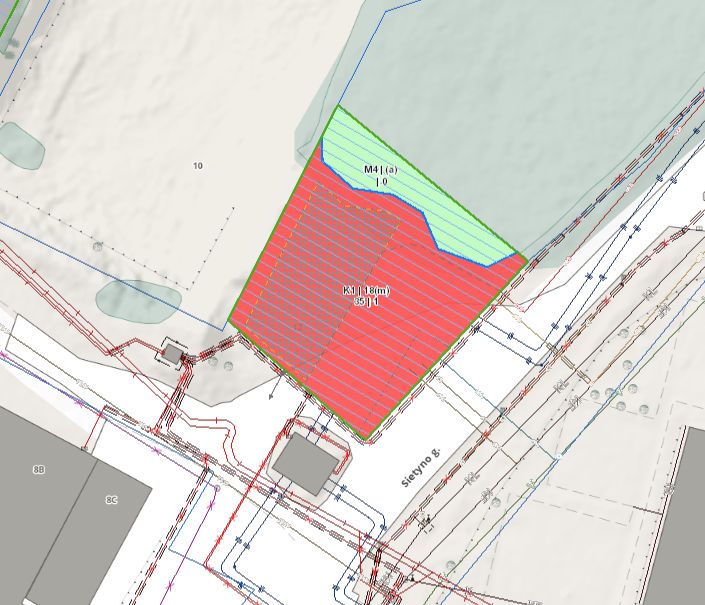 10
M4 | (a)
| 0
K1 | 18(m)
35 | 1
Sietyno g.
8B
8C